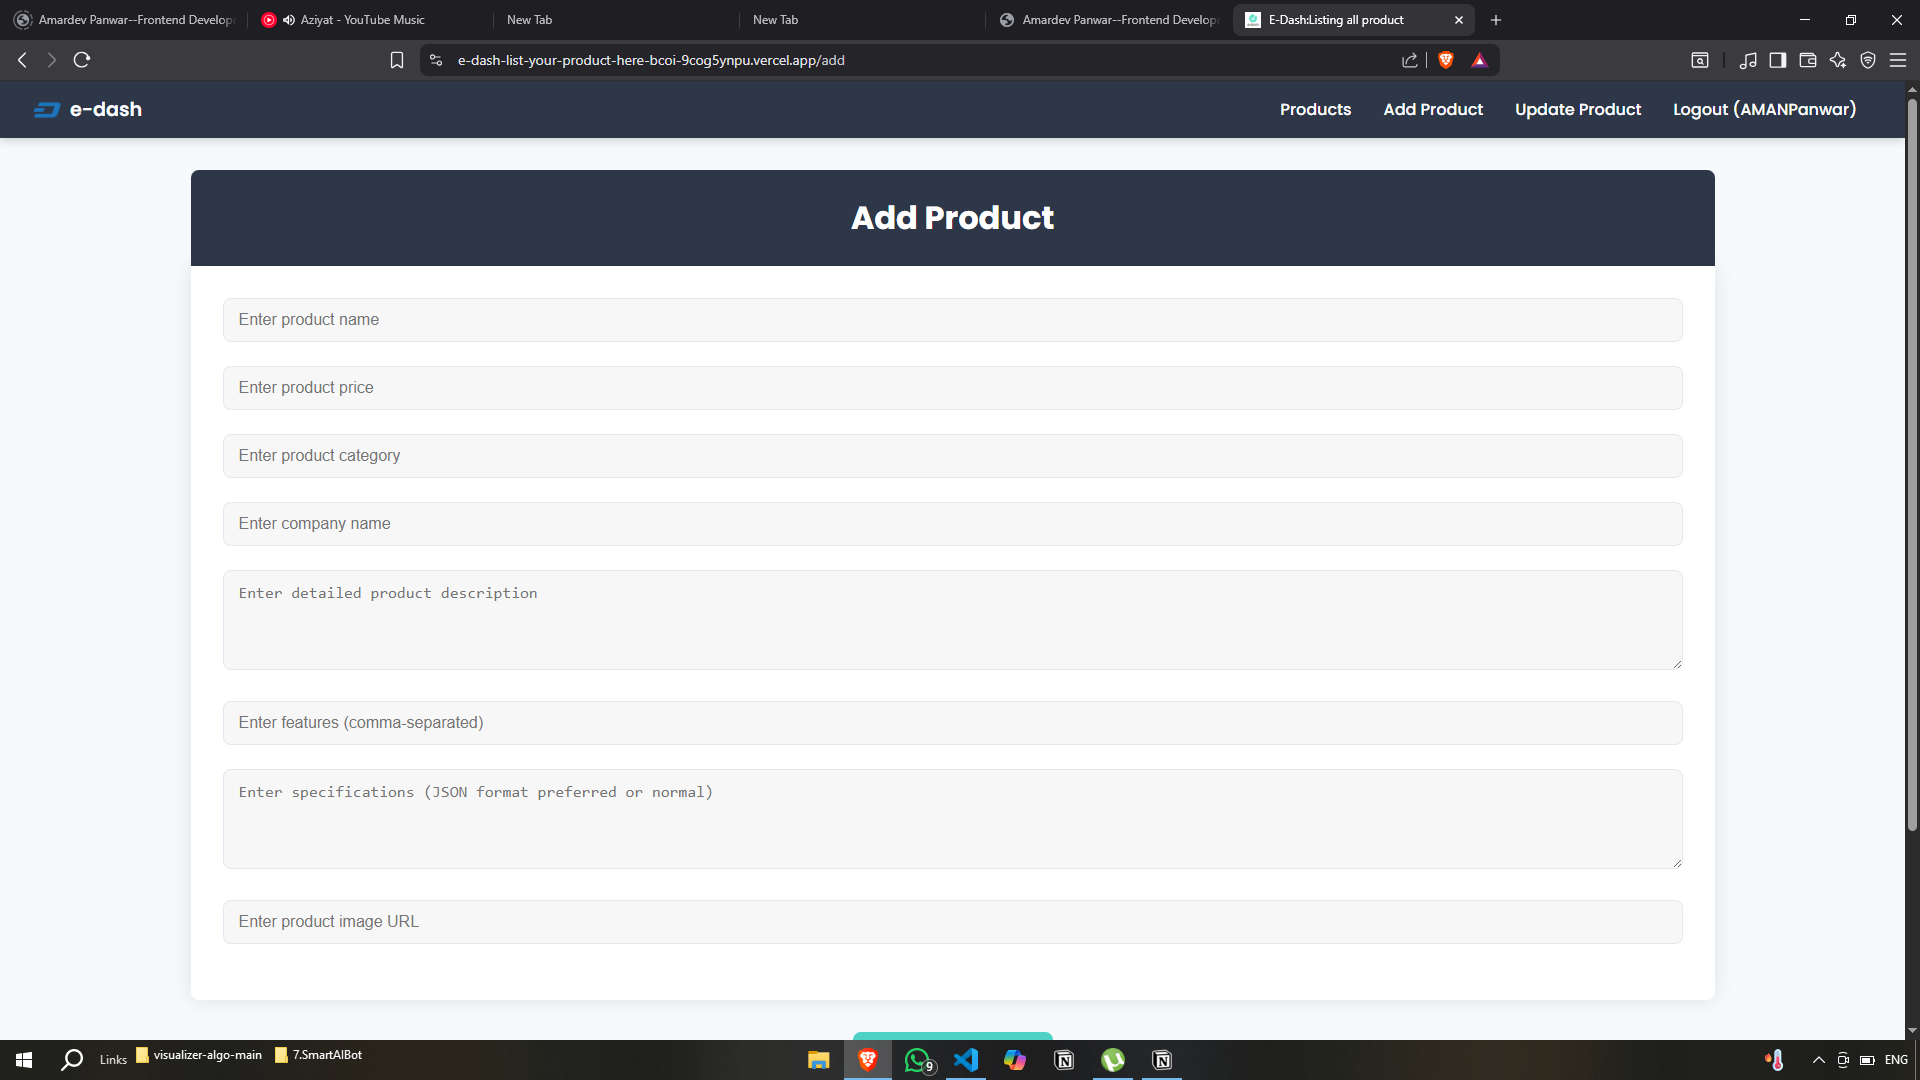 Amardev Panwar--Frontend Develop
Aziyat - YouTube Music
New Tab
New Tab
Amardev Panwar--Frontend Develop
E-Dash:Listing all product
e-dash-list-your-product-here-bcoi-9cog5ynpu.vercel.app/add
e-dash
Products
Add Product
Update Product
Logout (AMANPanwar)
Add Product
Enter product name
Enter product price
Enter product category
Enter company name
Enter detailed product description
Enter features (comma-separated)
Enter specifications (JSON format preferred or normal)
Enter product image URL
Links
visualizer-algo-main
7.SmartAIBot
9
ENG